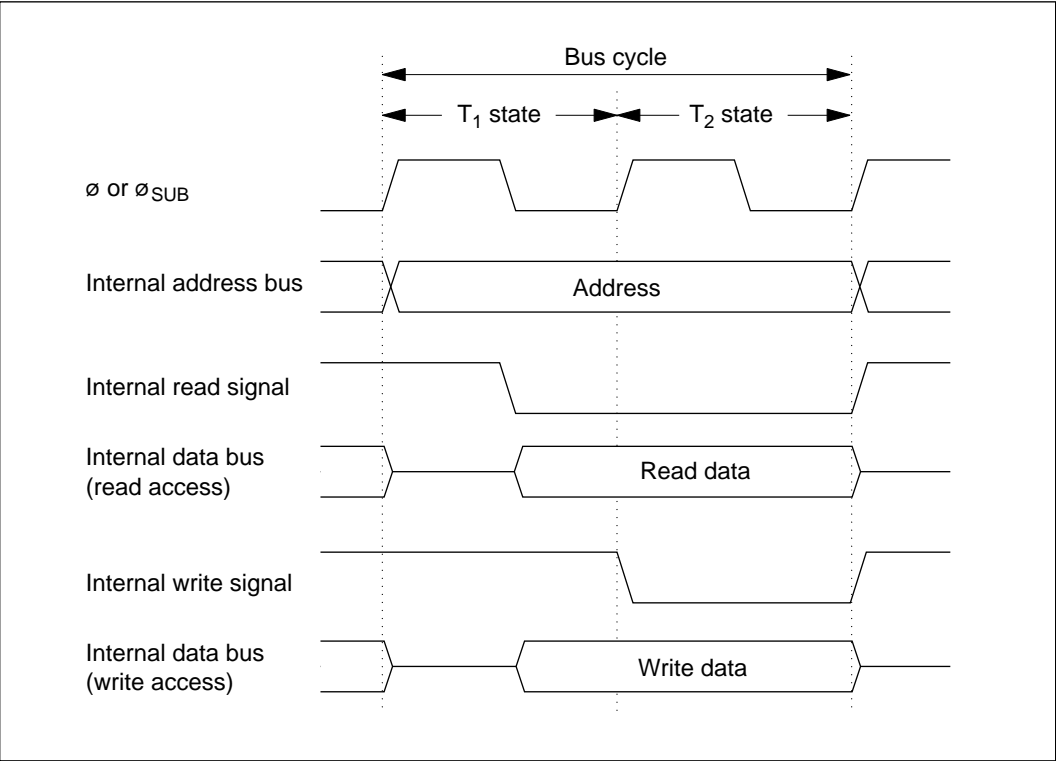 Bus cycle
T₁ state
T₂ state
ø or ø_SUB
Internal address bus
Address
Internal read signal
Internal data bus
(read access)
Read data
Internal write signal
Internal data bus
(write access)
Write data